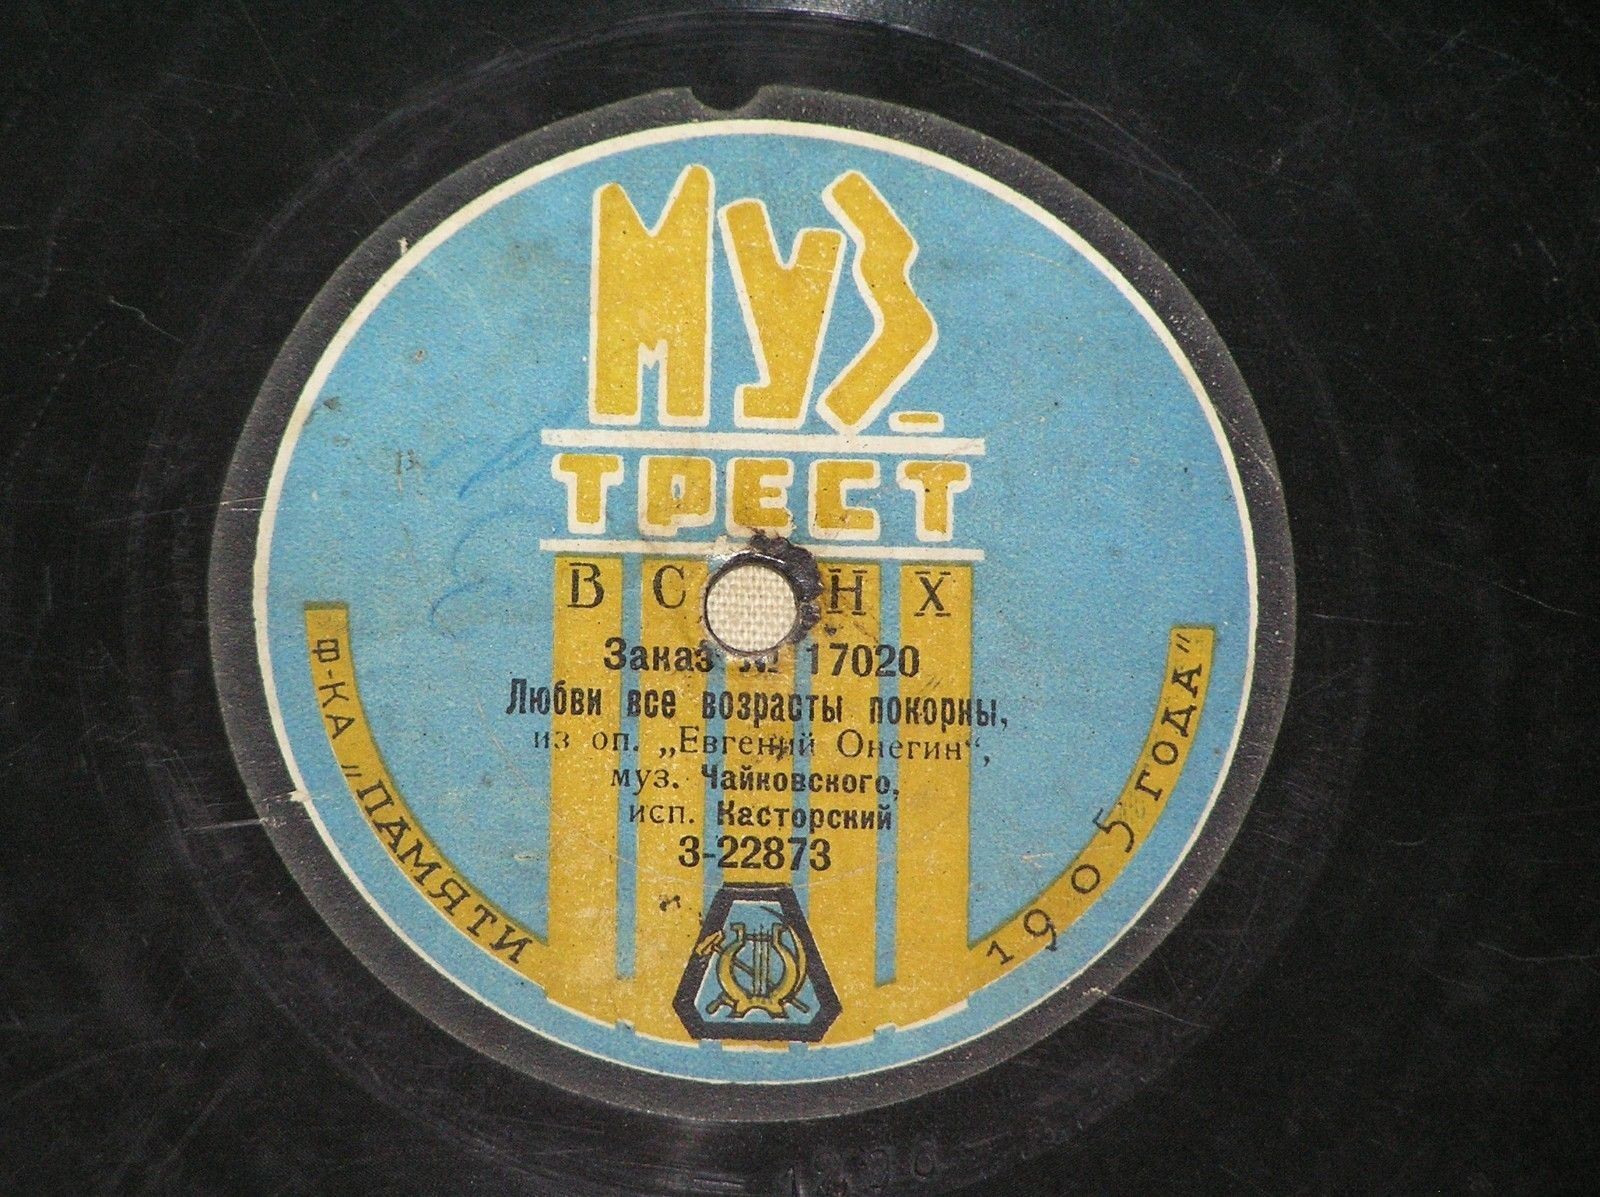 МУЗ-
ТРЕСТ
ВСНХ
Заказ № 17020
Любви все возрасты покорны,
из оп. „Евгений Онегин“,
муз. Чайковского,
исп. Касторский
3-22873
Ф-КА „ПАМЯТИ 1905 ГОДА“